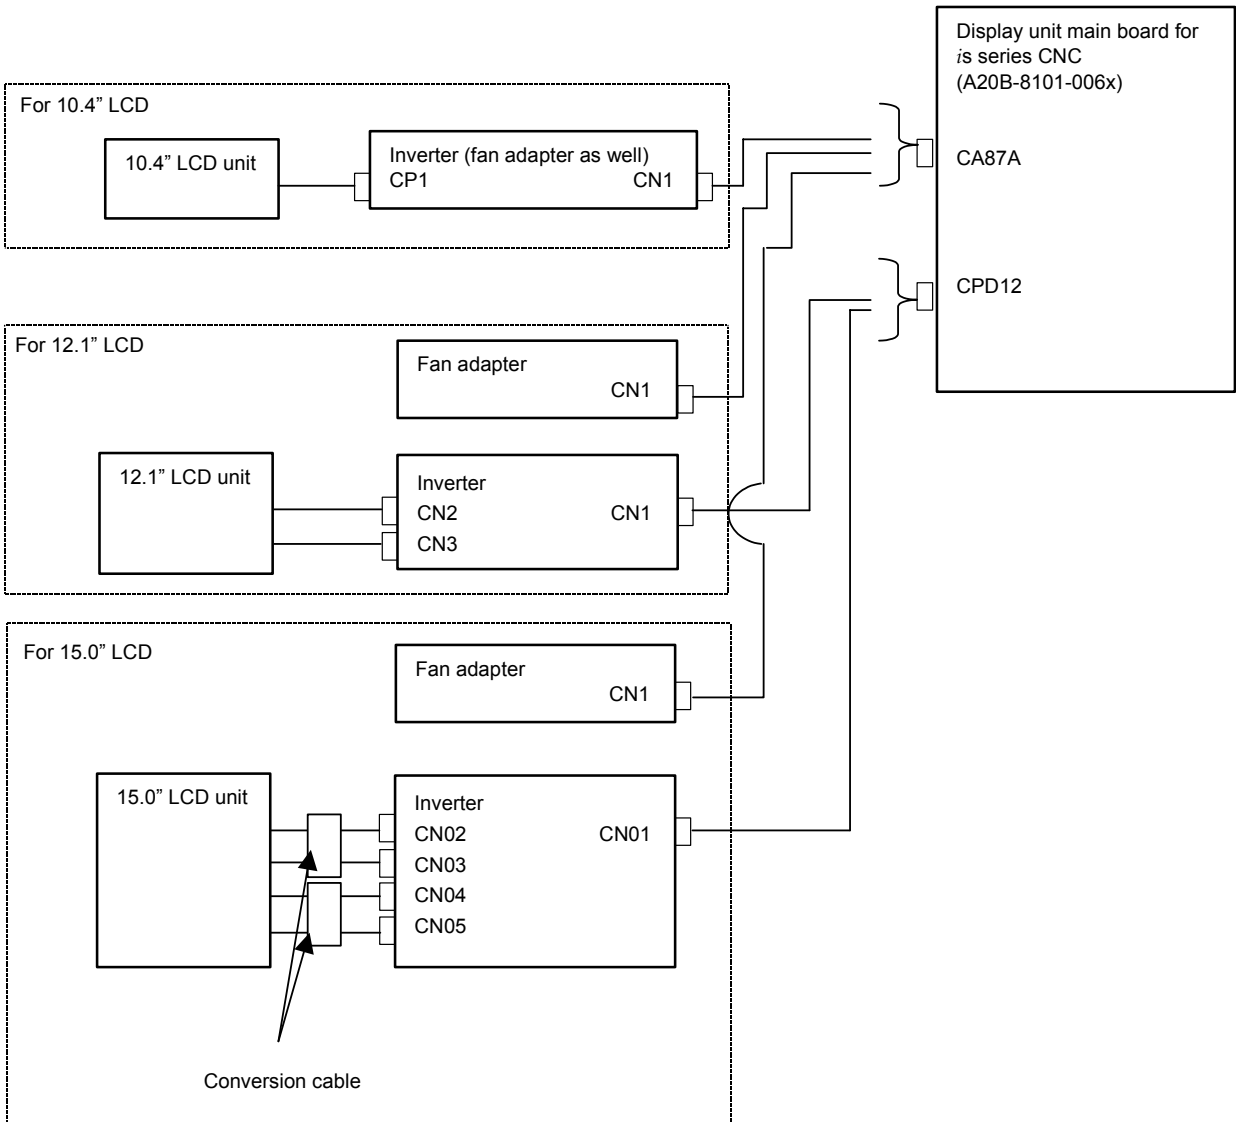 Display unit main board for
is series CNC
(A20B-8101-006x)
CA87A
CPD12
For 10.4” LCD
10.4” LCD unit
Inverter (fan adapter as well)
CP1 CN1
For 12.1” LCD
Fan adapter
CN1
12.1” LCD unit
Inverter
CN2 CN1
CN3
For 15.0” LCD
Fan adapter
CN1
15.0” LCD unit
Inverter
CN02 CN01
CN03
CN04
CN05
Conversion cable